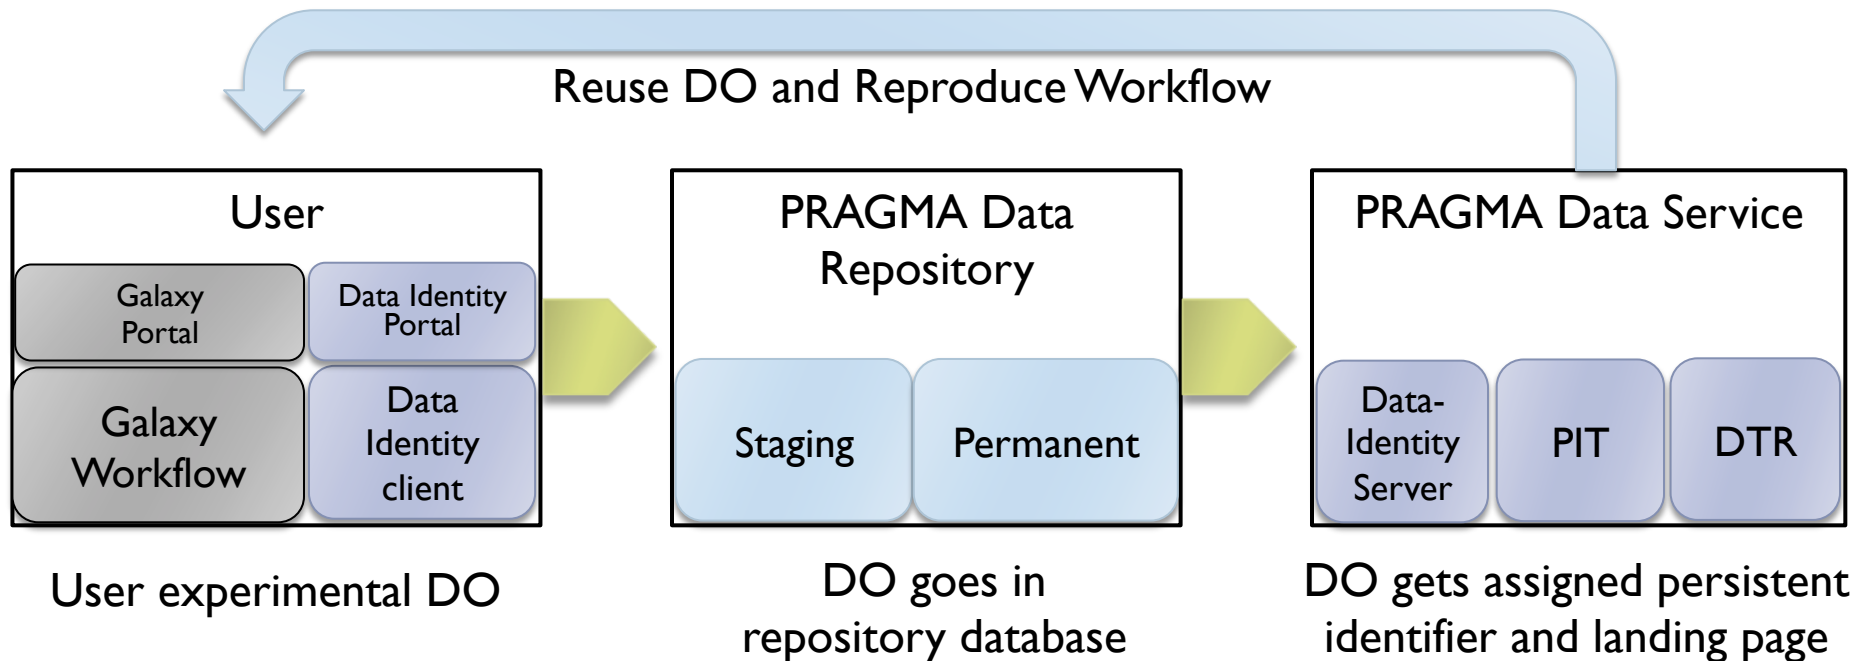 Reuse DO and Reproduce Workflow
User
Galaxy
Portal
Data Identity
Portal
Galaxy
Workflow
Data
Identity
client
User experimental DO
PRAGMA Data
Repository
Staging
Permanent
DO goes in
repository database
PRAGMA Data Service
Data-
Identity
Server
PIT
DTR
DO gets assigned persistent
identifier and landing page